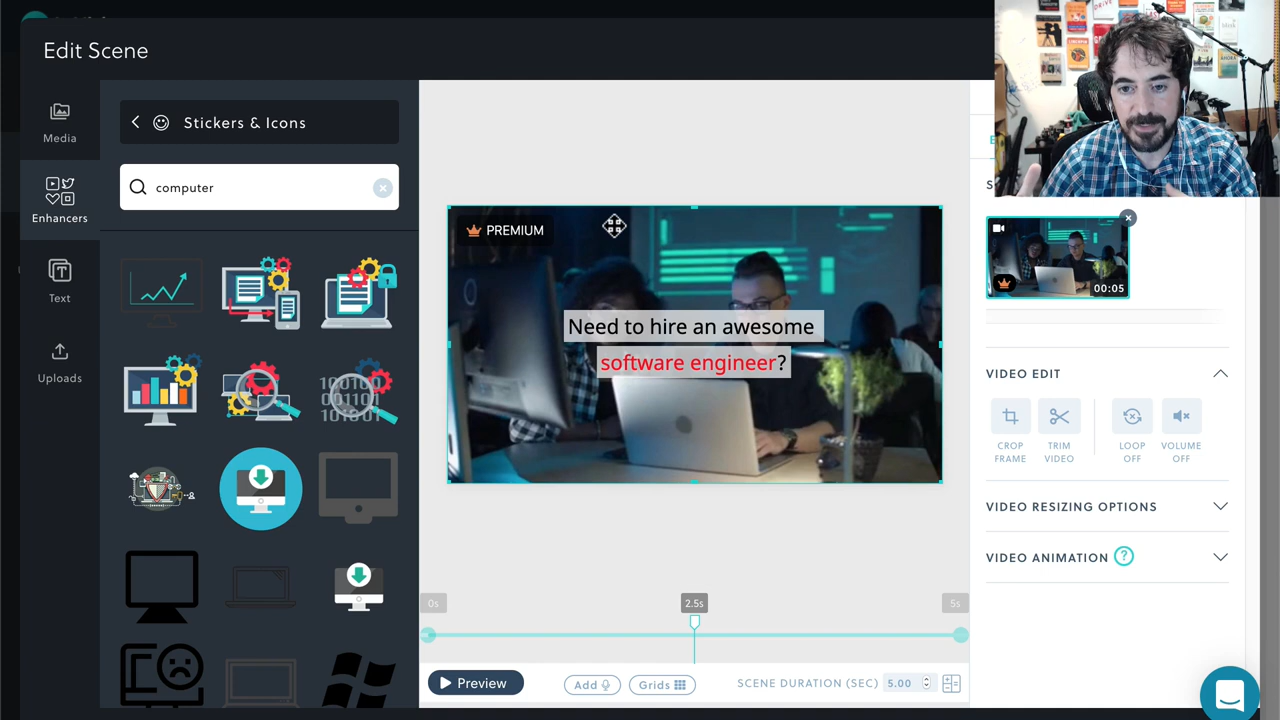 Edit Scene
Media
Enhancers
Text
Uploads
Stickers & Icons
computer
PREMIUM
Need to hire an awesome
software engineer?
00:05
VIDEO EDIT
CROP
FRAME
TRIM
VIDEO
LOOP
OFF
VOLUME
OFF
VIDEO RESIZING OPTIONS
VIDEO ANIMATION ?
0s
2.5s
5s
Preview
Add
Grids
SCENE DURATION (SEC) 5.00